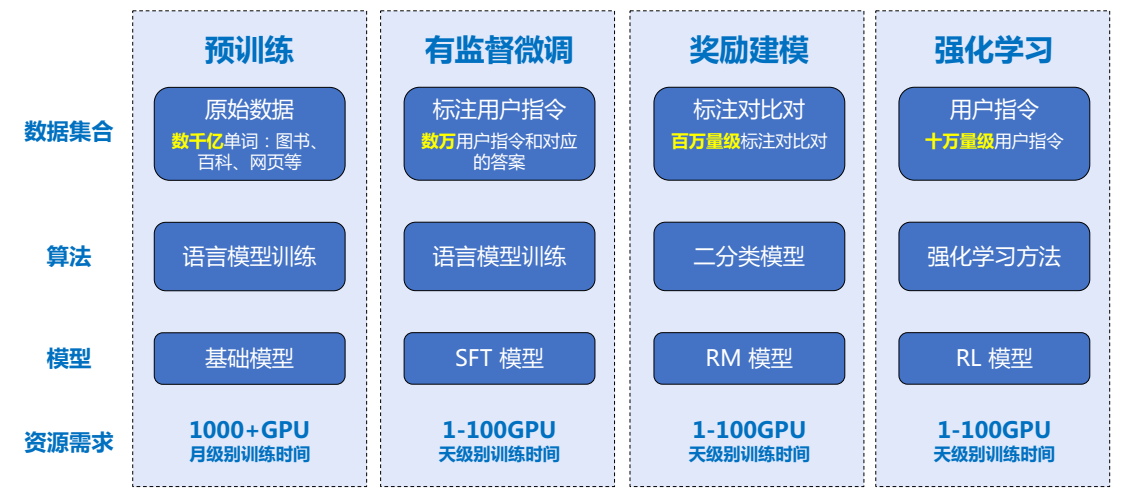 预训练
有监督微调
奖励建模
强化学习
数据集合
原始数据
数千亿单词：图书、
百科、网页等
标注用户指令
数万用户指令和对应
的答案
标注对比对
百万量级标注对比对
用户指令
十万量级用户指令
算法
语言模型训练
语言模型训练
二分类模型
强化学习方法
模型
基础模型
SFT 模型
RM 模型
RL 模型
资源需求
1000+GPU
月级别训练时间
1-100GPU
天级别训练时间
1-100GPU
天级别训练时间
1-100GPU
天级别训练时间